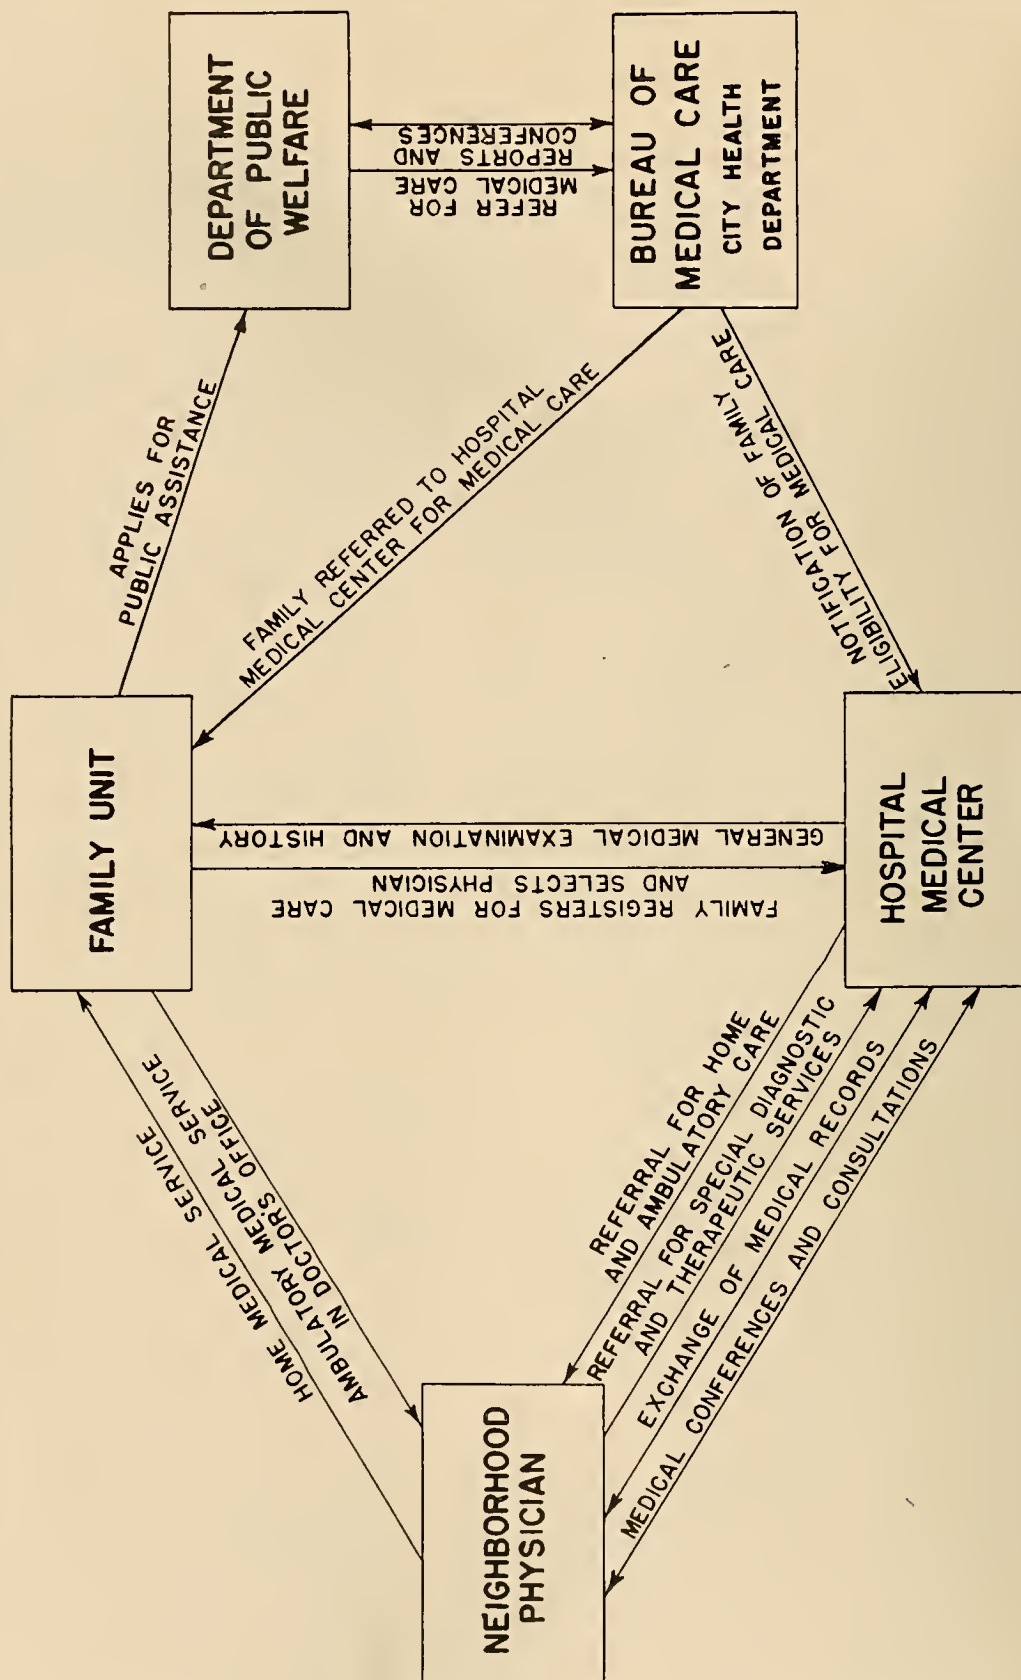 DEPARTMENT
OF PUBLIC
WELFARE
REFER FOR
MEDICAL CARE
REPORTS AND
CONFERENCES
BUREAU OF
MEDICAL CARE
CITY HEALTH
DEPARTMENT
APPLIES FOR
PUBLIC ASSISTANCE
FAMILY REFERRED TO HOSPITAL
MEDICAL CENTER FOR MEDICAL CARE
NOTIFICATION OF FAMILY
ELIGIBILITY FOR MEDICAL CARE
FAMILY UNIT
FAMILY REGISTERS FOR MEDICAL CARE
AND SELECTS PHYSICIAN
GENERAL MEDICAL EXAMINATION AND HISTORY
HOSPITAL
MEDICAL
CENTER
HOME MEDICAL SERVICE
AMBULATORY MEDICAL SERVICE
IN DOCTOR'S OFFICE
REFERRAL FOR HOME
AND AMBULATORY CARE
REFERRAL FOR SPECIAL DIAGNOSTIC
AND THERAPEUTIC SERVICES
EXCHANGE OF MEDICAL RECORDS
MEDICAL CONFERENCES AND CONSULTATIONS
NEIGHBORHOOD
PHYSICIAN